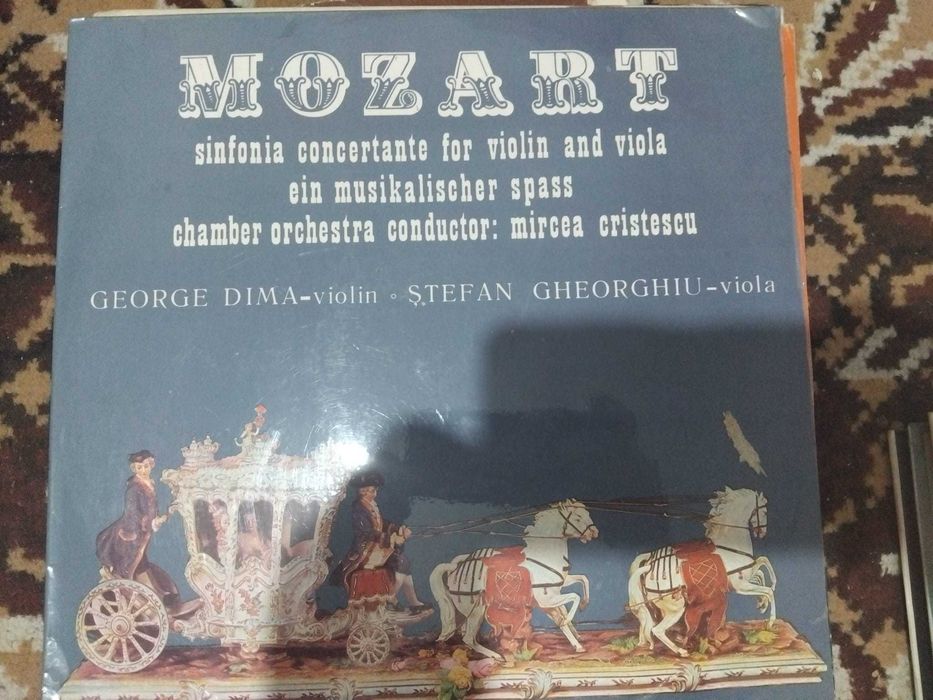 MOZART
sinfonia concertante for violin and viola
ein musikalischer spass
chamber orchestra conductor: mircea cristescu
GEORGE DIMA-violin ◦ ȘTEFAN GHEORGHIU-viola